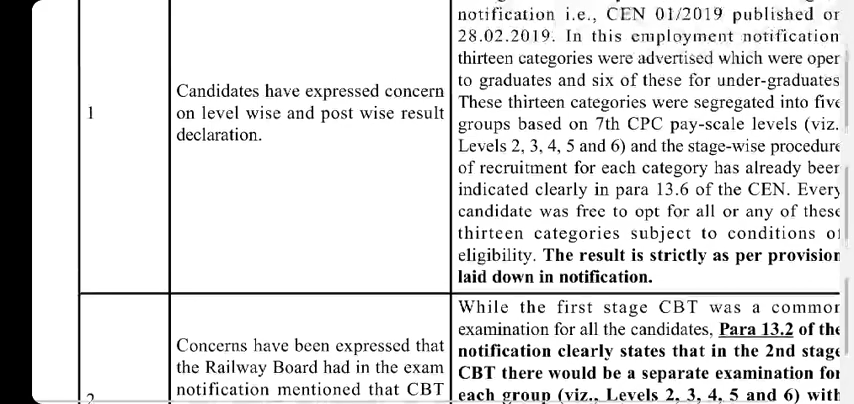 1
Candidates have expressed concern
on level wise and post wise result
declaration.
notification i.e., CEN 01/2019 published on
28.02.2019. In this employment notification
thirteen categories were advertised which were open
to graduates and six of these for under-graduates
These thirteen categories were segregated into five
groups based on 7th CPC pay-scale levels (viz.
Levels 2, 3, 4, 5 and 6) and the stage-wise procedure
of recruitment for each category has already been
indicated clearly in para 13.6 of the CEN. Every
candidate was free to opt for all or any of these
thirteen categories subject to conditions of
eligibility. The result is strictly as per provision
laid down in notification.
2
Concerns have been expressed that
the Railway Board had in the exam
notification mentioned that CBT
While the first stage CBT was a common
examination for all the candidates, Para 13.2 of the
notification clearly states that in the 2nd stage
CBT there would be a separate examination for
each group (viz., Levels 2, 3, 4, 5 and 6) with